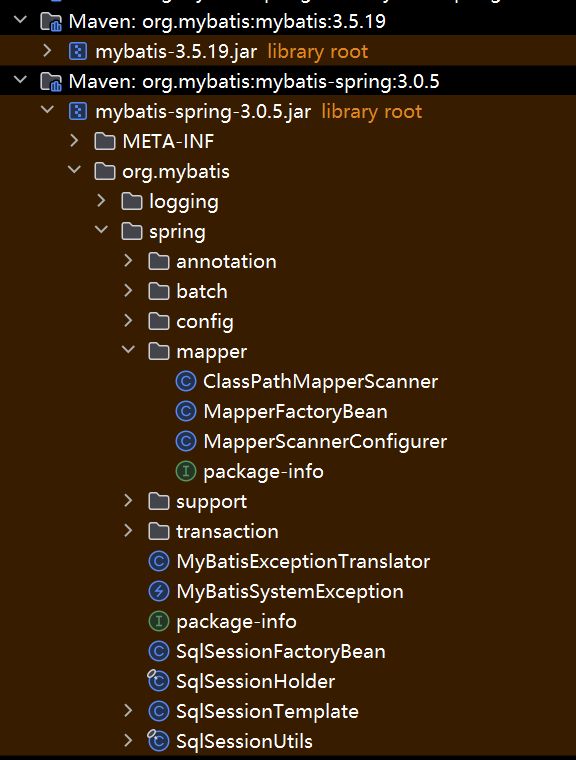 Maven: org.mybatis:mybatis:3.5.19
mybatis-3.5.19.jar library root
Maven: org.mybatis:mybatis-spring:3.0.5
mybatis-spring-3.0.5.jar library root
META-INF
org.mybatis
logging
spring
annotation
batch
config
mapper
ClassPathMapperScanner
MapperFactoryBean
MapperScannerConfigurer
package-info
support
transaction
MyBatisExceptionTranslator
MyBatisSystemException
package-info
SqlSessionFactoryBean
SqlSessionHolder
SqlSessionTemplate
SqlSessionUtils